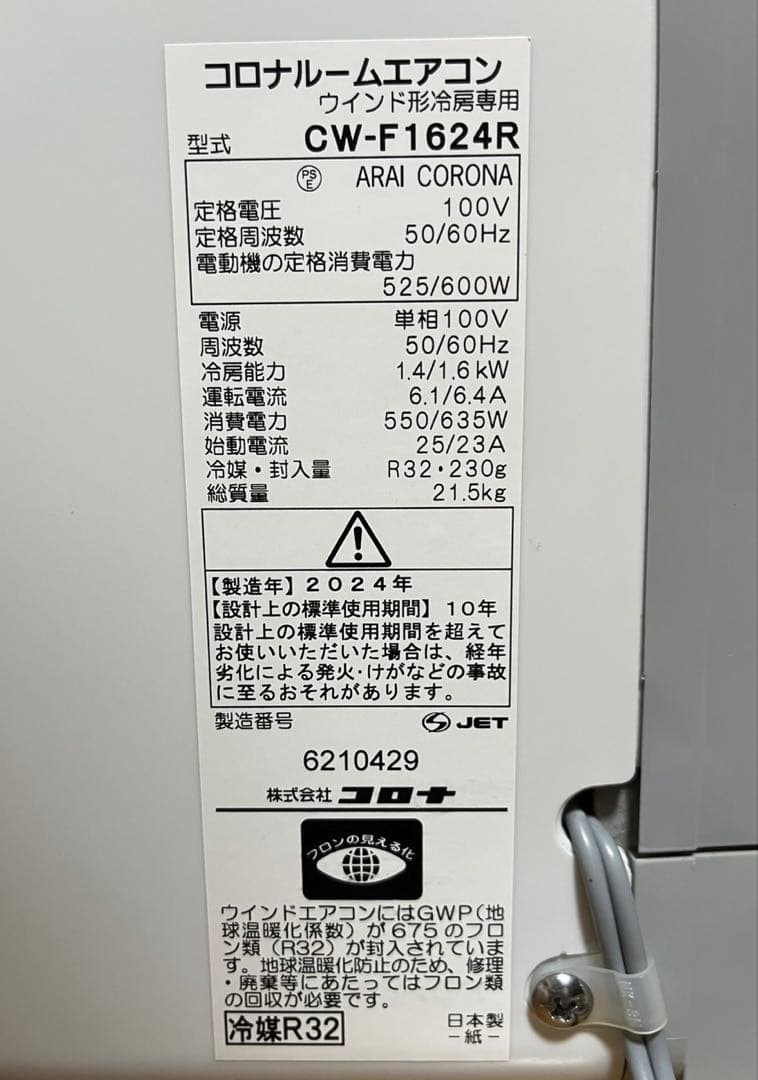 コロナルームエアコン
ウインド形冷房専用
型式 CW-F1624R
PSE ARAI CORONA
定格電圧 100V
定格周波数 50/60Hz
電動機の定格消費電力
525/600W
電源 単相100V
周波数 50/60Hz
冷房能力 1.4/1.6kW
運転電流 6.1/6.4A
消費電力 550/635W
始動電流 25/23A
冷媒・封入量 R32・230g
総質量 21.5kg
【製造年】2024年
【設計上の標準使用期間】10年
設計上の標準使用期間を超えて
お使いいただいた場合は、経年
劣化による発火・けがなどの事故
に至るおそれがあります。
製造番号 JET
6210429
株式会社 コロナ
フロンの見える化
ウインドエアコンにはGWP(地
球温暖化係数)が675のフロ
ン類(R32)が封入されていま
す。地球温暖化防止のため、修理
・廃棄等にあたってはフロン類
の回収が必要です。
冷媒R32 日本製
-紙-